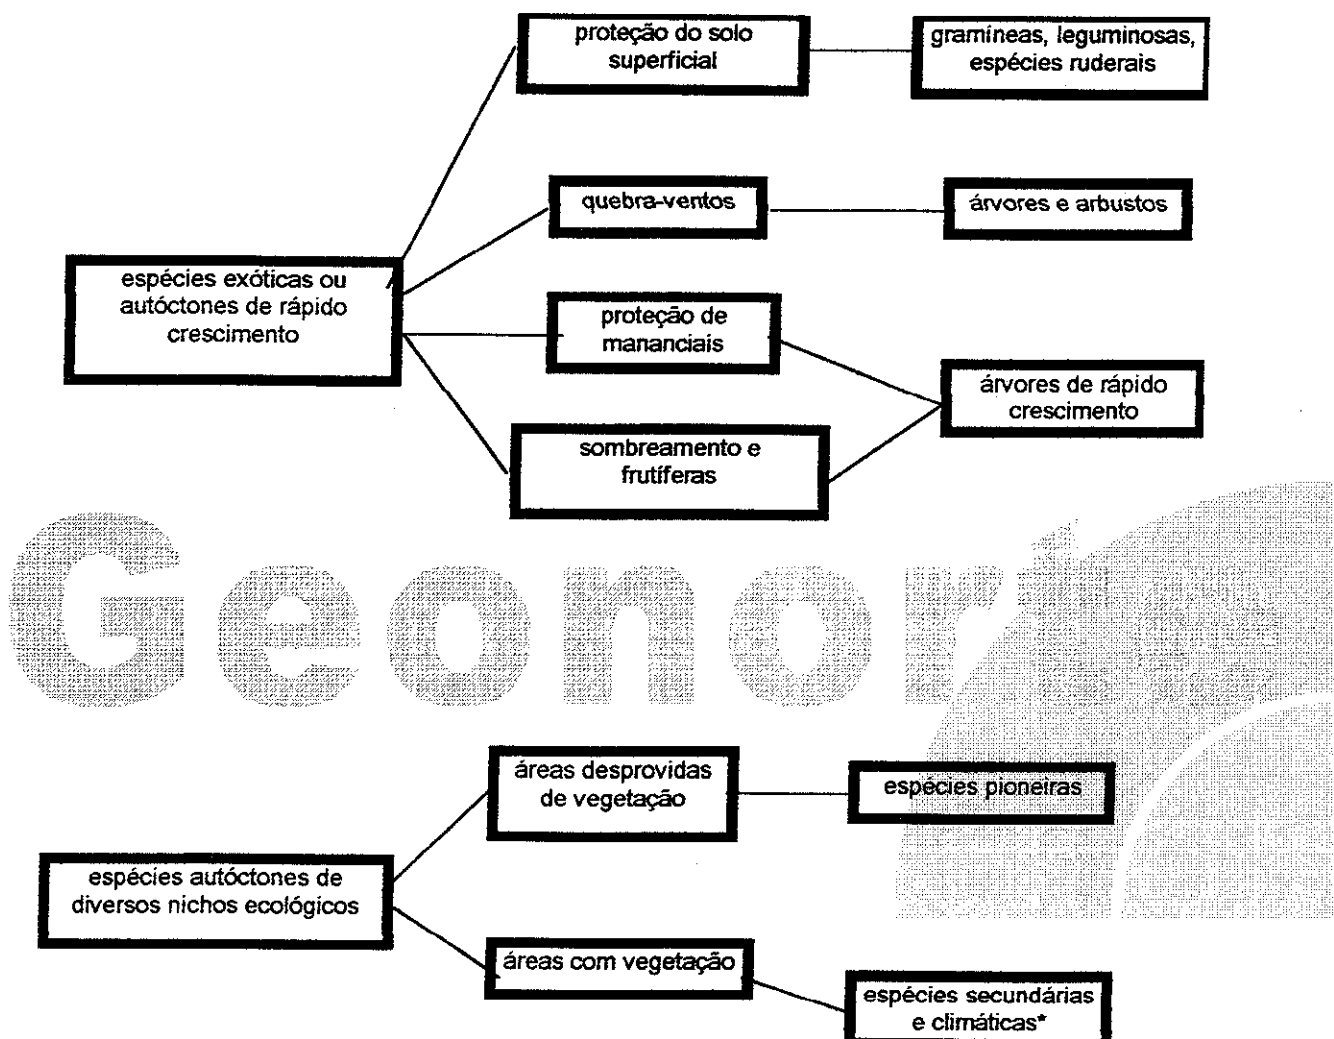 proteção do solo
superficial
gramíneas, leguminosas,
espécies ruderais
quebra-ventos
árvores e arbustos
espécies exóticas ou
autóctones de rápido
crescimento
proteção de
mananciais
árvores de rápido
crescimento
sombreamento e
frutíferas
Geonorte
áreas desprovidas
de vegetação
espécies pioneiras
espécies autóctones de
diversos nichos ecológicos
áreas com vegetação
espécies secundárias
e climáticas*